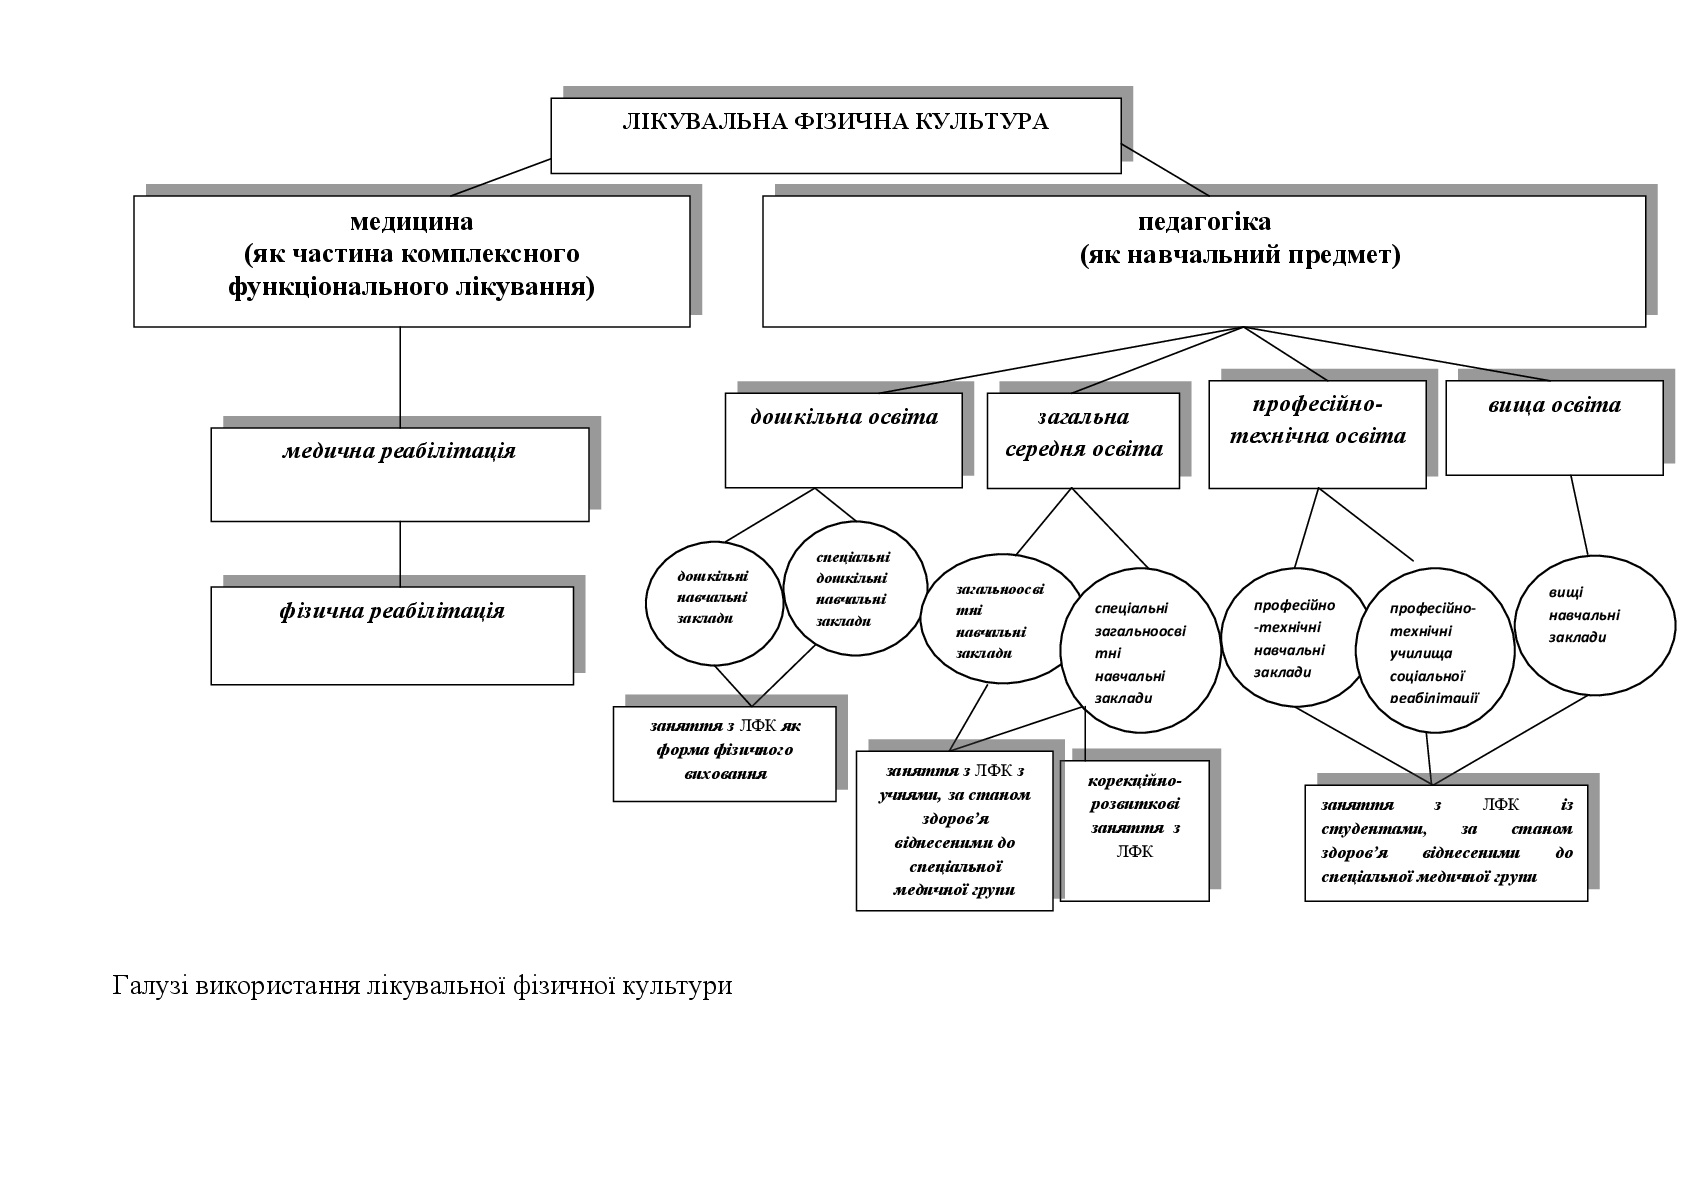 ЛІКУВАЛЬНА ФІЗИЧНА КУЛЬТУРА
медицина
(як частина комплексного
функціонального лікування)
педагогіка
(як навчальний предмет)
медична реабілітація
фізична реабілітація
дошкільна освіта
загальна
середня освіта
професійно-
технічна освіта
вища освіта
дошкільні
навчальні
заклади
спеціальні
дошкільні
навчальні
заклади
загальноосві
тні
навчальні
заклади
спеціальні
загальноосві
тні
навчальні
заклади
професійно
-технічні
навчальні
заклади
професійно-
технічні
училища
соціальної
реабілітації
вищі
навчальні
заклади
заняття з ЛФК як
форма фізичного
виховання
заняття з ЛФК з
учнями, за станом
здоров’я
віднесеними до
спеціальної
медичної групи
корекційно-
розвиткові
заняття з
ЛФК
заняття з ЛФК із
студентами, за станом
здоров’я віднесеними до
спеціальної медичної групи
Галузі використання лікувальної фізичної культури